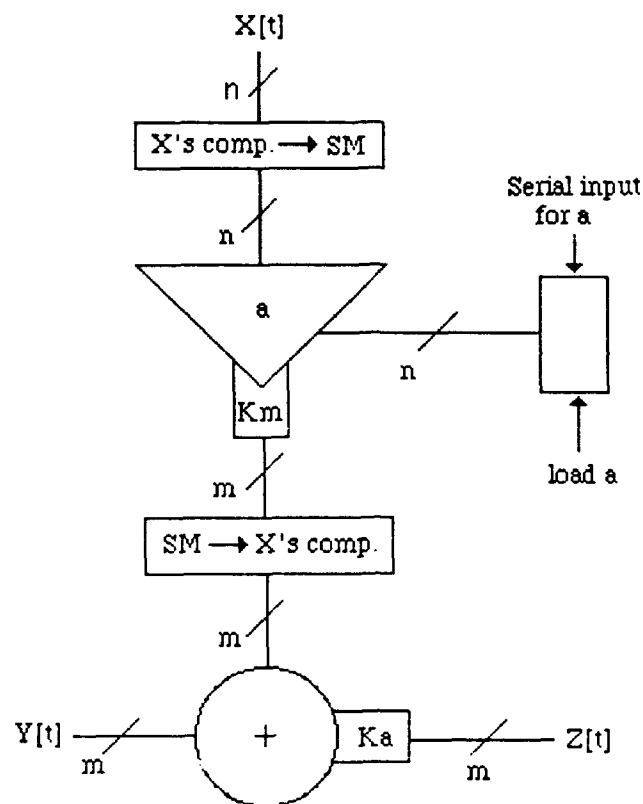 X[t]
n
X's comp. → SM
n
Serial input
for a
a
n
Km
load a
m
SM → X's comp.
m
Y[t]
m
+
Ka
m
Z[t]